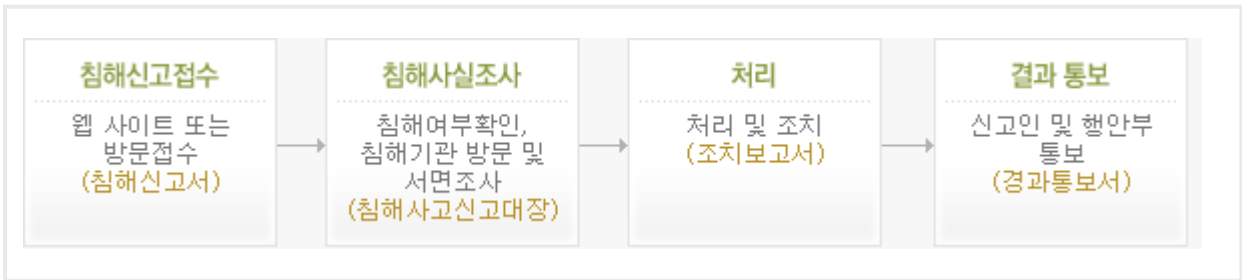 침해신고접수
웹 사이트 또는
방문접수
(침해신고서)
침해사실조사
침해여부확인,
침해기관 방문 및
서면조사
(침해사고신고대장)
처리
처리 및 조치
(조치보고서)
결과 통보
신고인 및 행안부
통보
(경과통보서)